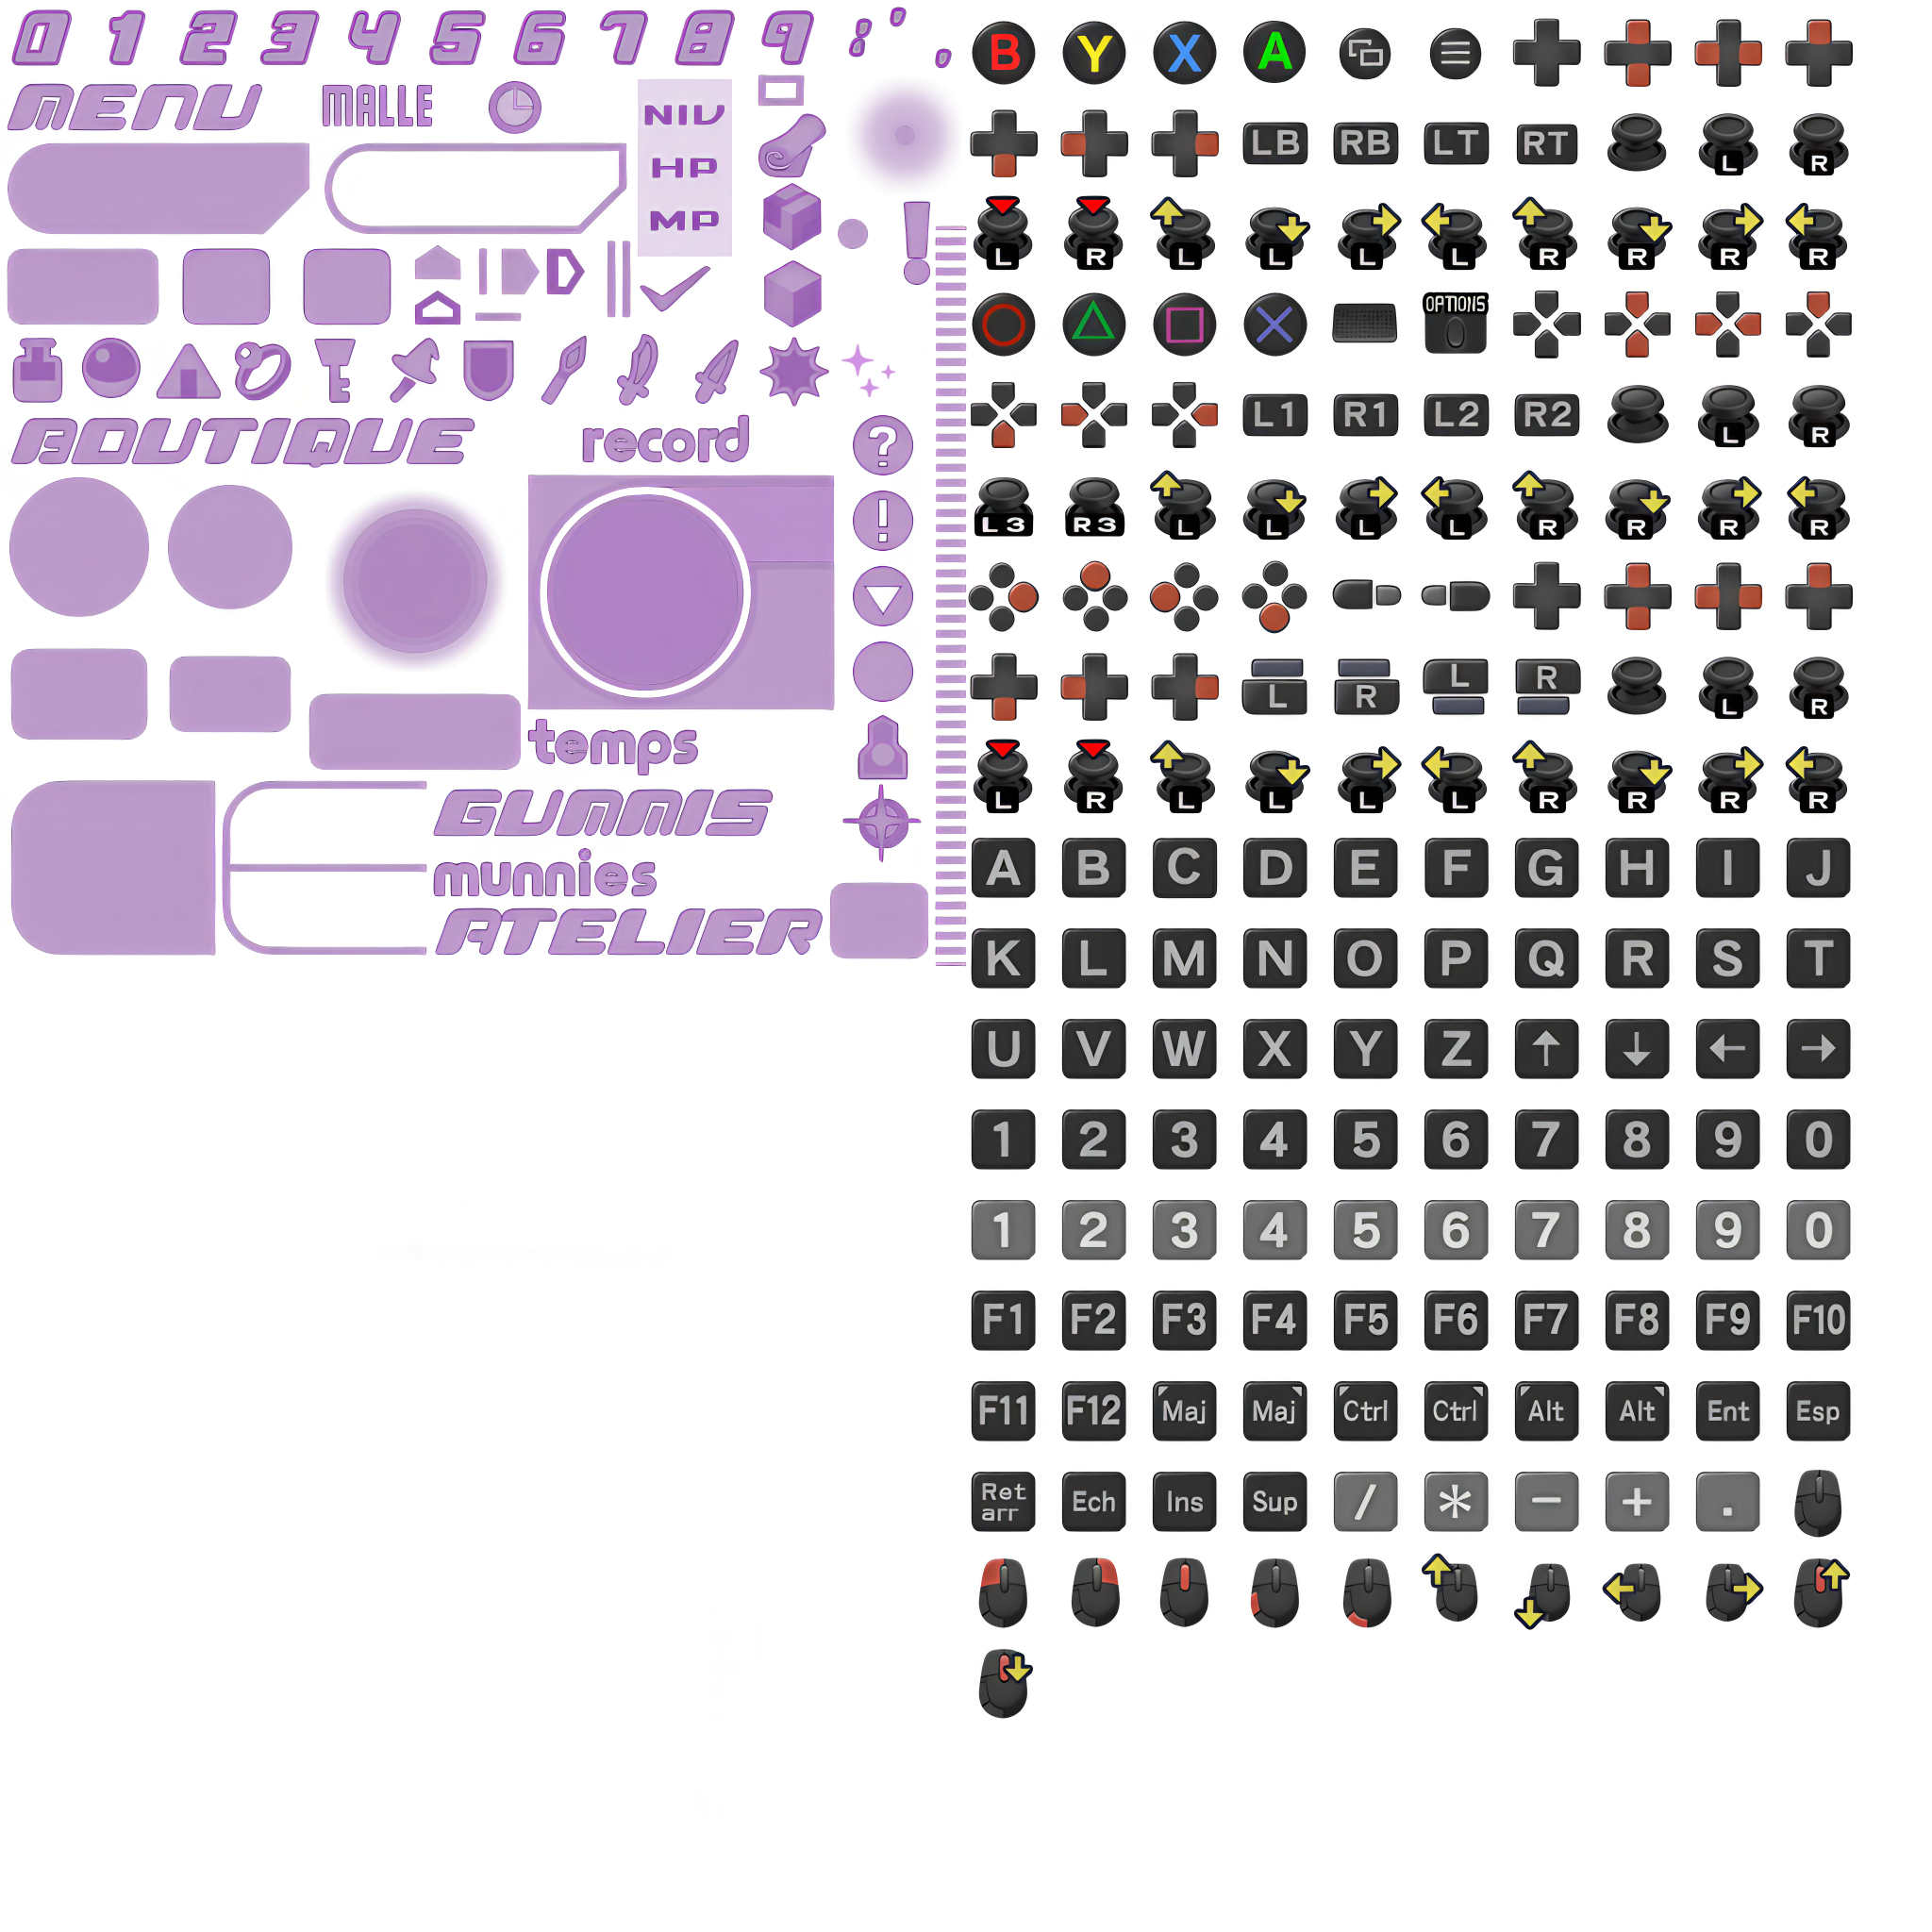 0 1 2 3 4 5 6 7 8 9 : ' .
MENU
MALLE
NIV
HP
MP
BOUTIQUE
record
?
!
temps
GUMMIS
munnies
ATELIER
B Y X A
LB RB LT RT L R
L R L L L L R R R R
OPTIONS
L1 R1 L2 R2 L R
L3 R3 L L L L R R R R
L R L R L R
L R L L L L R R R R
A B C D E F G H I J
K L M N O P Q R S T
U V W X Y Z ↑ ↓ ← →
1 2 3 4 5 6 7 8 9 0
1 2 3 4 5 6 7 8 9 0
F1 F2 F3 F4 F5 F6 F7 F8 F9 F10
F11 F12 Maj Maj Ctrl Ctrl Alt Alt Ent Esp
Ret arr Ech Ins Sup / * - + .